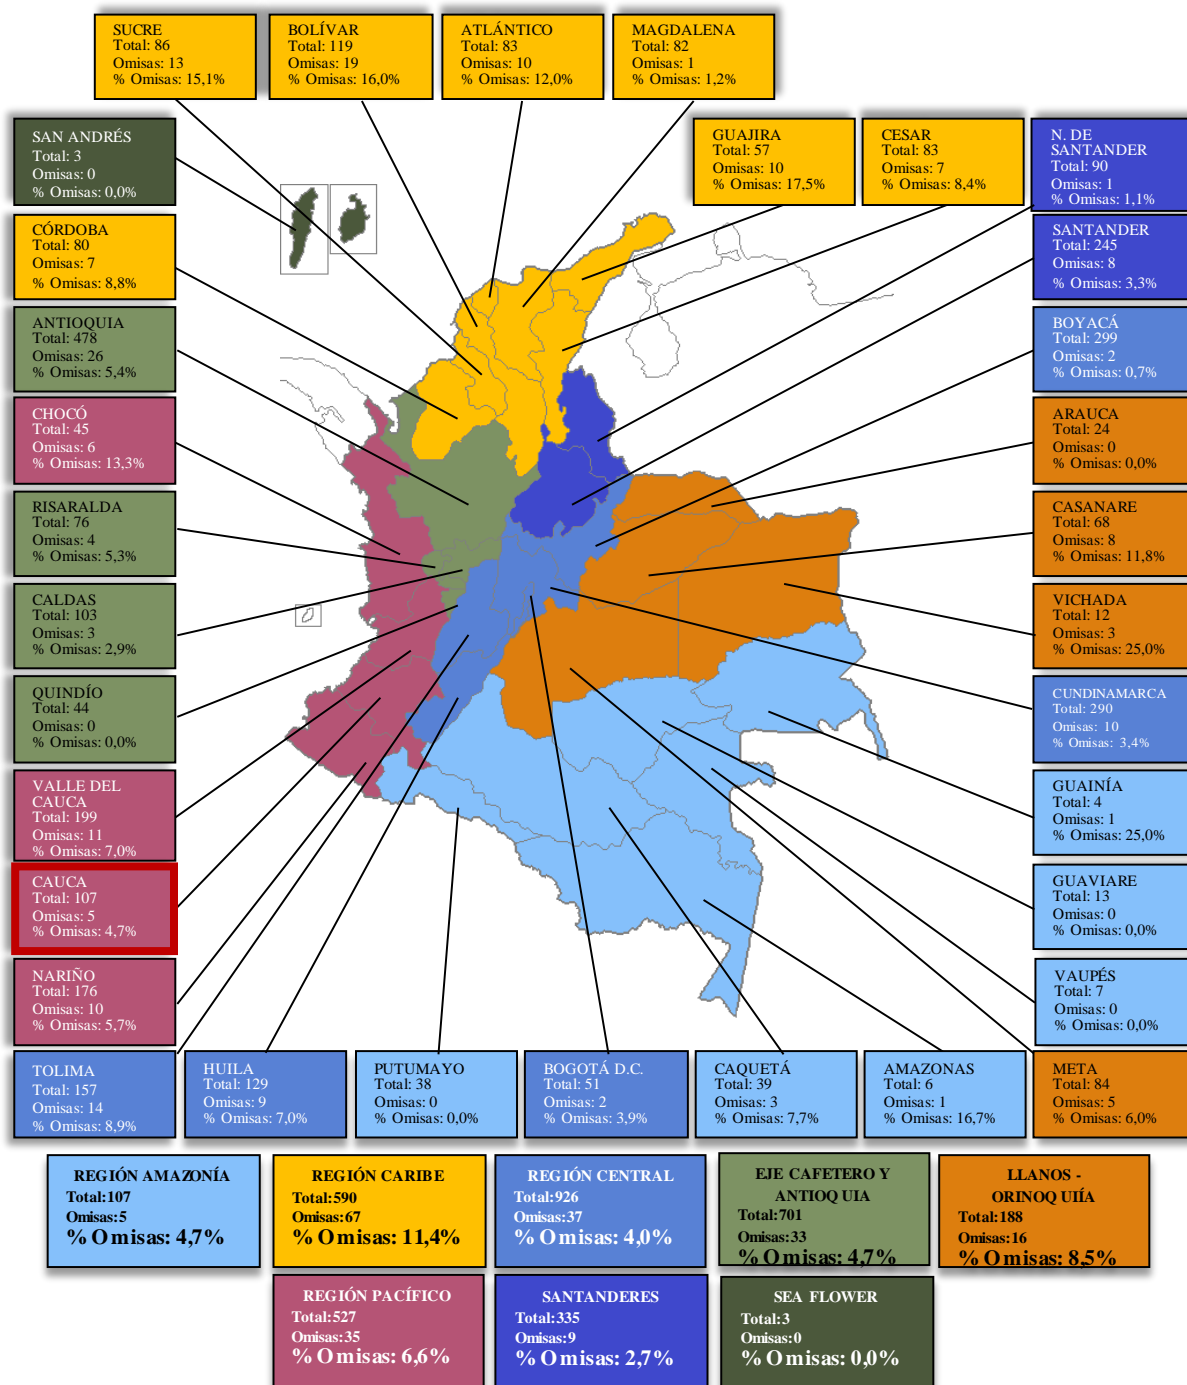 SUCRE
Total: 86
Omisas: 13
% Omisas: 15,1%
BOLÍVAR
Total: 119
Omisas: 19
% Omisas: 16,0%
ATLÁNTICO
Total: 83
Omisas: 10
% Omisas: 12,0%
MAGDALENA
Total: 82
Omisas: 1
% Omisas: 1,2%
SAN ANDRÉS
Total: 3
Omisas: 0
% Omisas: 0,0%
GUAJIRA
Total: 57
Omisas: 10
% Omisas: 17,5%
CESAR
Total: 83
Omisas: 7
% Omisas: 8,4%
N. DE
SANTANDER
Total: 90
Omisas: 1
% Omisas: 1,1%
CÓRDOBA
Total: 80
Omisas: 7
% Omisas: 8,8%
SANTANDER
Total: 245
Omisas: 8
% Omisas: 3,3%
ANTIOQUIA
Total: 478
Omisas: 26
% Omisas: 5,4%
BOYACÁ
Total: 299
Omisas: 2
% Omisas: 0,7%
CHOCÓ
Total: 45
Omisas: 6
% Omisas: 13,3%
ARAUCA
Total: 24
Omisas: 0
% Omisas: 0,0%
RISARALDA
Total: 76
Omisas: 4
% Omisas: 5,3%
CASANARE
Total: 68
Omisas: 8
% Omisas: 11,8%
CALDAS
Total: 103
Omisas: 3
% Omisas: 2,9%
VICHADA
Total: 12
Omisas: 3
% Omisas: 25,0%
QUINDÍO
Total: 44
Omisas: 0
% Omisas: 0,0%
CUNDINAMARCA
Total: 290
Omisas: 10
% Omisas: 3,4%
VALLE DEL
CAUCA
Total: 199
Omisas: 11
% Omisas: 7,0%
GUAINÍA
Total: 4
Omisas: 1
% Omisas: 25,0%
CAUCA
Total: 107
Omisas: 5
% Omisas: 4,7%
GUAVIARE
Total: 13
Omisas: 0
% Omisas: 0,0%
NARIÑO
Total: 176
Omisas: 10
% Omisas: 5,7%
VAUPÉS
Total: 7
Omisas: 0
% Omisas: 0,0%
TOLIMA
Total: 157
Omisas: 14
% Omisas: 8,9%
HUILA
Total: 129
Omisas: 9
% Omisas: 7,0%
PUTUMAYO
Total: 38
Omisas: 0
% Omisas: 0,0%
BOGOTÁ D.C.
Total: 51
Omisas: 2
% Omisas: 3,9%
CAQUETÁ
Total: 39
Omisas: 3
% Omisas: 7,7%
AMAZONAS
Total: 6
Omisas: 1
% Omisas: 16,7%
META
Total: 84
Omisas: 5
% Omisas: 6,0%
REGIÓN AMAZONÍA
Total:107
Omisas:5
% Omisas: 4,7%
REGIÓN CARIBE
Total:590
Omisas:67
% Omisas: 11,4%
REGIÓN CENTRAL
Total:926
Omisas:37
% Omisas: 4,0%
EJE CAFETERO Y
ANTIOQUIA
Total:701
Omisas:33
% Omisas: 4,7%
LLANOS -
ORINOQUIÍA
Total:188
Omisas:16
% Omisas: 8,5%
REGIÓN PACÍFICO
Total:527
Omisas:35
% Omisas: 6,6%
SANTANDERES
Total:335
Omisas:9
% Omisas: 2,7%
SEA FLOWER
Total:3
Omisas:0
% Omisas: 0,0%